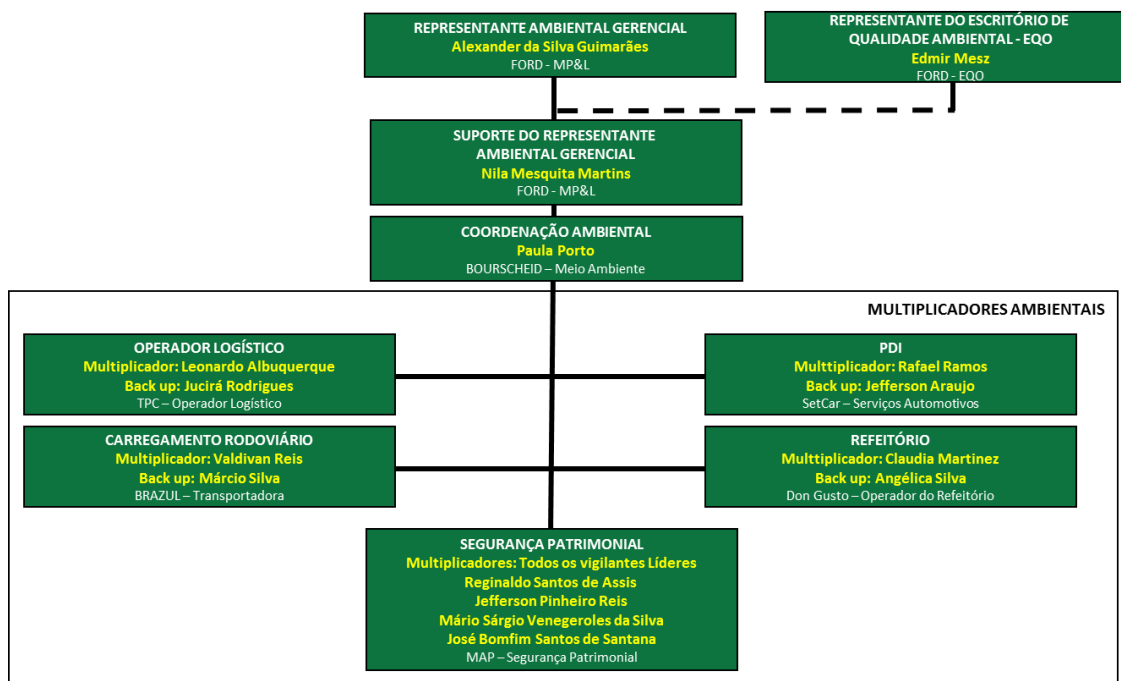 REPRESENTANTE AMBIENTAL GERENCIAL
Alexander da Silva Guimarães
FORD - MP&L
REPRESENTANTE DO ESCRITÓRIO DE
QUALIDADE AMBIENTAL - EQO
Edmir Mesz
FORD - EQO
SUPORTE DO REPRESENTANTE
AMBIENTAL GERENCIAL
Nila Mesquita Martins
FORD - MP&L
COORDENAÇÃO AMBIENTAL
Paula Porto
BOURSCHEID – Meio Ambiente
MULTIPLICADORES AMBIENTAIS
OPERADOR LOGÍSTICO
Multiplicador: Leonardo Albuquerque
Back up: Jucirá Rodrigues
TPC – Operador Logístico
PDI
Multtiplicador: Rafael Ramos
Back up: Jefferson Araujo
SetCar – Serviços Automotivos
CARREGAMENTO RODOVIÁRIO
Multiplicador: Valdivan Reis
Back up: Márcio Silva
BRAZUL – Transportadora
REFEITÓRIO
Multtiplicador: Claudia Martinez
Back up: Angélica Silva
Don Gusto – Operador do Refeitório
SEGURANÇA PATRIMONIAL
Multiplicadores: Todos os vigilantes Líderes
Reginaldo Santos de Assis
Jefferson Pinheiro Reis
Mário Sárgio Venegeroles da Silva
José Bomfim Santos de Santana
MAP – Segurança Patrimonial